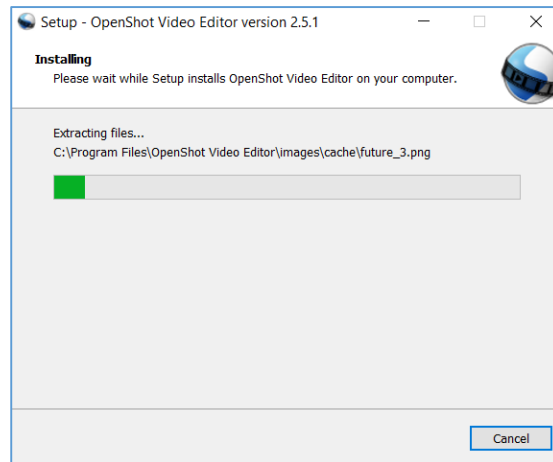 Setup - OpenShot Video Editor version 2.5.1
Installing
Please wait while Setup installs OpenShot Video Editor on your computer.
Extracting files...
C:\Program Files\OpenShot Video Editor\images\cache\future_3.png
Cancel